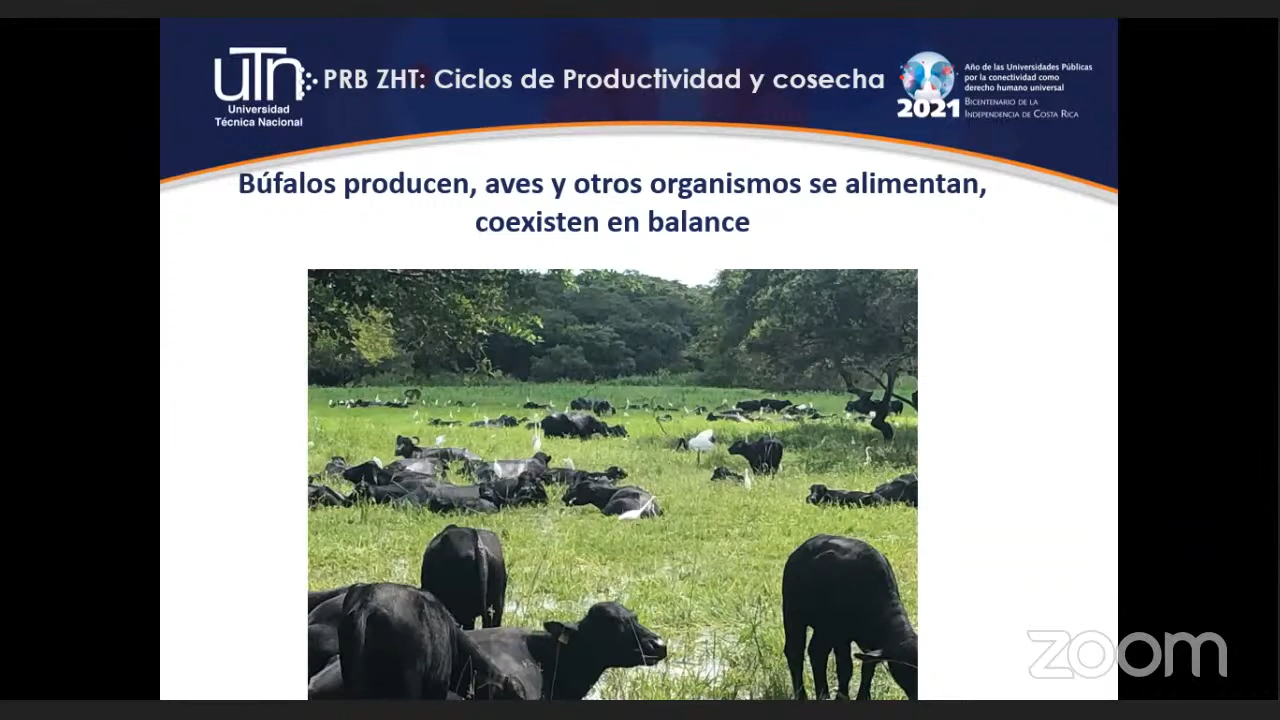 UTN
Universidad
Técnica Nacional
PRB ZHT: Ciclos de Productividad y cosecha
2021
Año de las Universidades Públicas
por la conectividad como
derecho humano universal
Bicentenario de la
Independencia de Costa Rica
Búfalos producen, aves y otros organismos se alimentan,
coexisten en balance
zoom